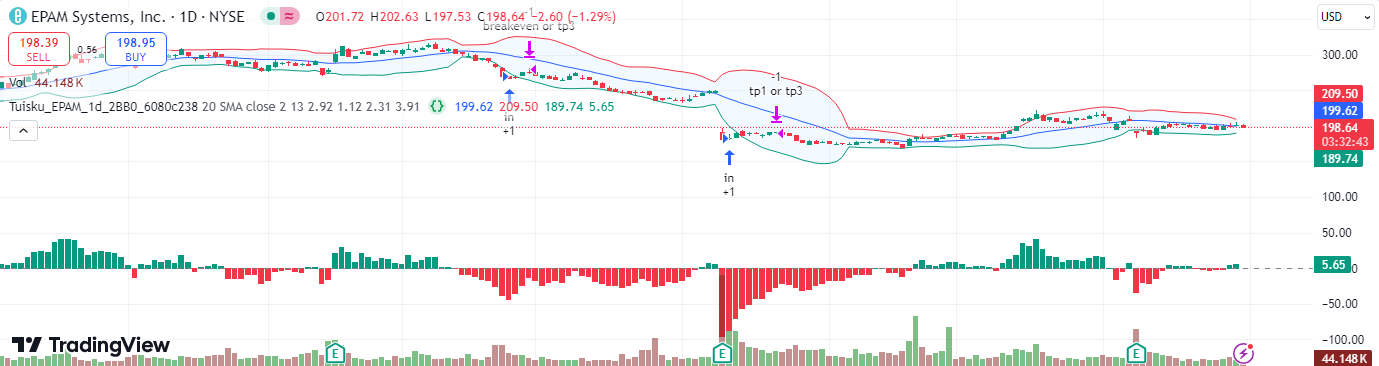 EPAM Systems, Inc. · 1D · NYSE
O201.72 H202.63 L197.53 C198.64 −2.60 (−1.29%)
USD
-1
breakeven or tp3
198.39
SELL
0.56
198.95
BUY
300.00
Vol 44.148 K
-1
tp1 or tp3
209.50
Tuisku_EPAM_1d_2BB0_6080c238 20 SMA close 2 13 2.92 1.12 2.31 3.91 {} 199.62 209.50 189.74 5.65
199.62
in
+1
198.64
03:32:43
189.74
in
+1
100.00
50.00
5.65
0
−50.00
TradingView
E
E
E
−100.00
44.148 K